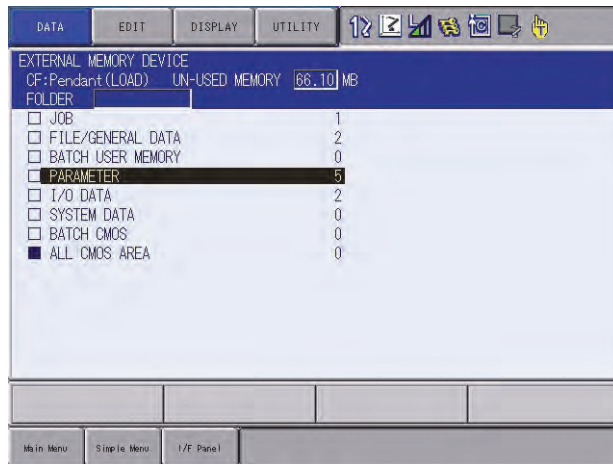 DATA EDIT DISPLAY UTILITY
EXTERNAL MEMORY DEVICE
CF:Pendant(LOAD) UN-USED MEMORY 66.10 MB
FOLDER
JOB 1
FILE/GENERAL DATA 2
BATCH USER MEMORY 0
PARAMETER 5
I/O DATA 2
SYSTEM DATA 0
BATCH CMOS 0
ALL CMOS AREA 0
Main Menu Simple Menu I/F Panel